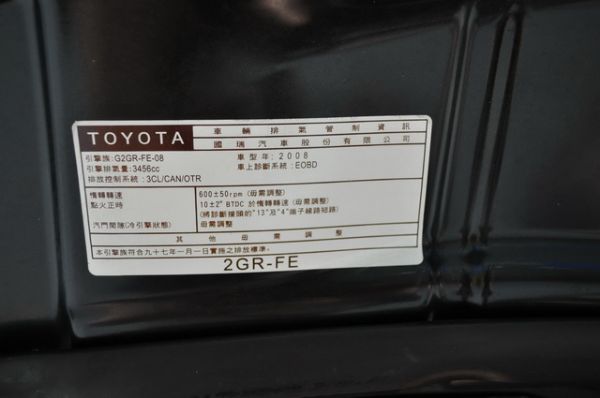 TOYOTA
車輛排氣管制資訊
國瑞汽車股份有限公司
引擎族:G2GR-FE-08
車型年:2008
引擎排氣量:3456cc
車上診斷系統:EOBD
排放控制系統:3CL/CAN/OTR
惰轉轉速
600±50rpm (毋需調整)
點火正時
10±2° BTDC 於惰轉轉速 (毋需調整)
(將診斷接頭的"13"及"4"端子線路短路)
汽門間隙(冷引擎狀態)
毋需調整
其他毋需調整
本引擎族符合九十七年一月一日實施之排放標準。
2GR-FE